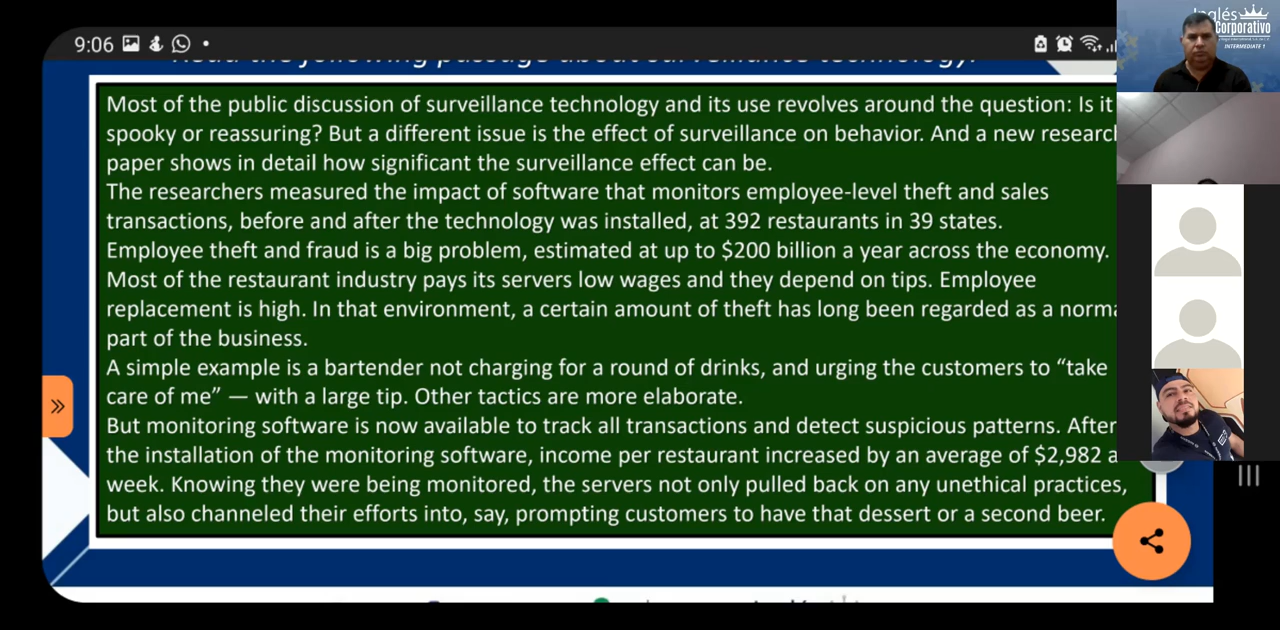 9:06
Read the following passage about surveillance technology.
Most of the public discussion of surveillance technology and its use revolves around the question: Is it
spooky or reassuring? But a different issue is the effect of surveillance on behavior. And a new research
paper shows in detail how significant the surveillance effect can be.
The researchers measured the impact of software that monitors employee-level theft and sales
transactions, before and after the technology was installed, at 392 restaurants in 39 states.
Employee theft and fraud is a big problem, estimated at up to $200 billion a year across the economy.
Most of the restaurant industry pays its servers low wages and they depend on tips. Employee
replacement is high. In that environment, a certain amount of theft has long been regarded as a norma
part of the business.
A simple example is a bartender not charging for a round of drinks, and urging the customers to “take
care of me” — with a large tip. Other tactics are more elaborate.
But monitoring software is now available to track all transactions and detect suspicious patterns. After
the installation of the monitoring software, income per restaurant increased by an average of $2,982 a
week. Knowing they were being monitored, the servers not only pulled back on any unethical practices,
but also channeled their efforts into, say, prompting customers to have that dessert or a second beer.
Inglés
Corporativo
INTERMEDIATE 1